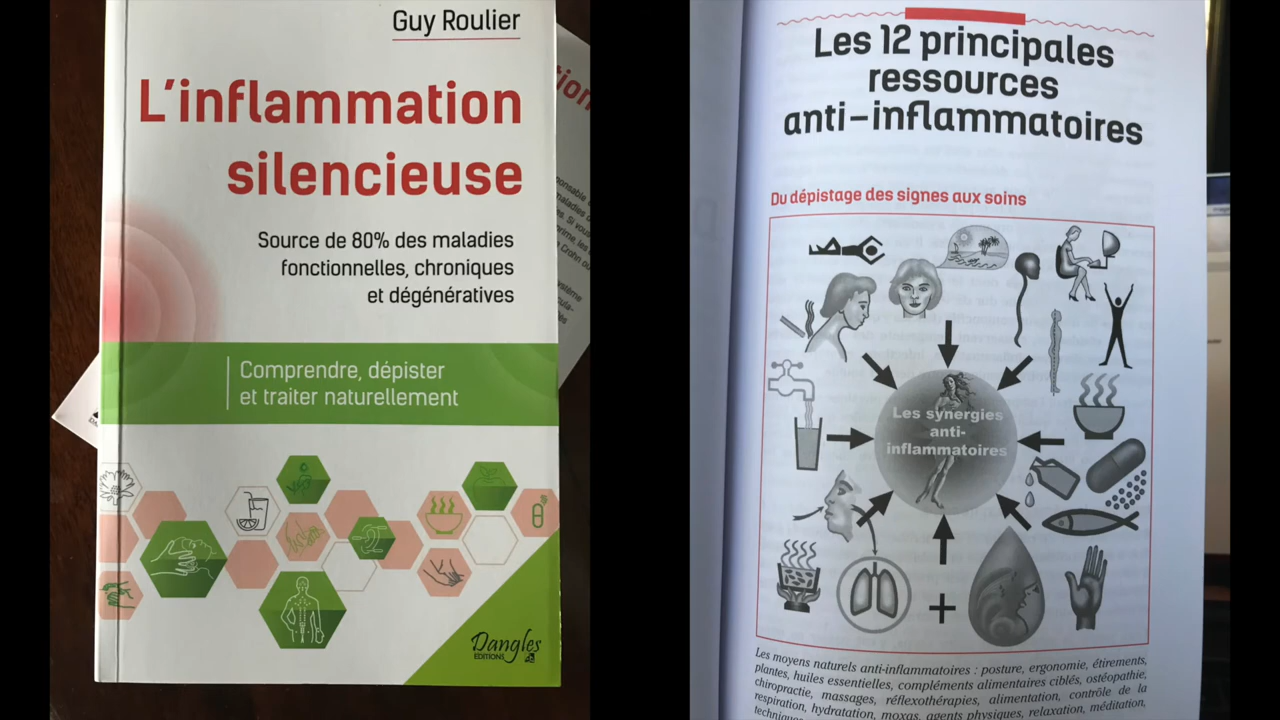 Guy Roulier
L'inflammation
silencieuse
Source de 80% des maladies
fonctionnelles, chroniques
et dégénératives
Comprendre, dépister
et traiter naturellement
Dangles
EDITIONS
Les 12 principales
ressources
anti-inflammatoires
Du dépistage des signes aux soins
Les synergies
anti-
inflammatoires
+
Les moyens naturels anti-inflammatoires : posture, ergonomie, étirements,
plantes, huiles essentielles, compléments alimentaires ciblés, ostéopathie,
chiropractie, massages, réflexothérapies, alimentation, contrôle de la
respiration, hydratation, moxas, agents physiques, relaxation, méditation,